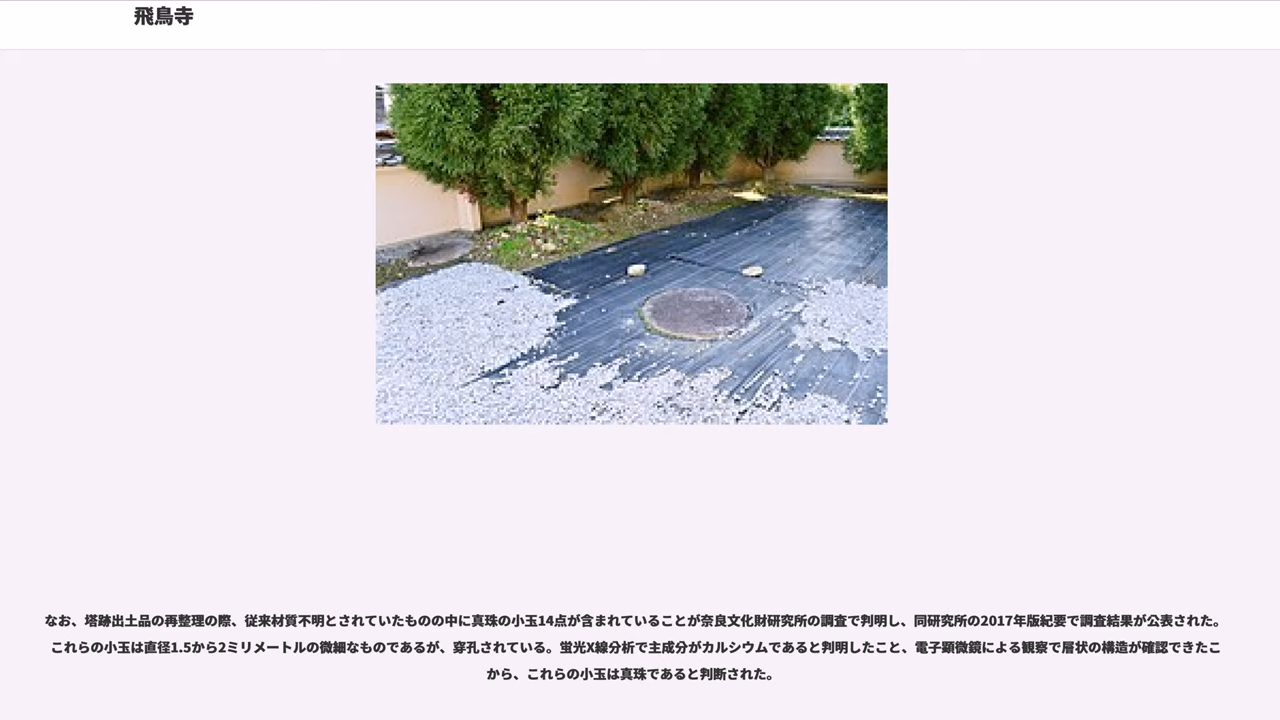 飛鳥寺
なお、塔跡出土品の再整理の際、従来材質不明とされていたものの中に真珠の小玉14点が含まれていることが奈良文化財研究所の調査で判明し、同研究所の2017年版紀要で調査結果が公表された。
これらの小玉は直径1.5から2ミリメートルの微細なものであるが、穿孔されている。蛍光X線分析で主成分がカルシウムであると判明したこと、電子顕微鏡による観察で層状の構造が確認できたこ
から、これらの小玉は真珠であると判断された。